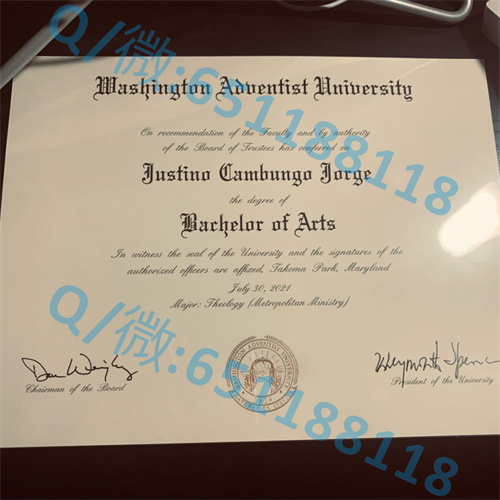 Q/微:651188118
Washington Adventist University
On recommendation of the Faculty and by authority
of the Board of Trustees has conferred on
Justino Cambungo Jorge
the degree of
Bachelor of Arts
In witness the seal of the University and the signatures of the
authorized officers are affixed, Takoma Park, Maryland
July 30, 2021
Major: Theology (Metropolitan Ministry)
Q/微:651188118
Chairman of the Board
President of the University